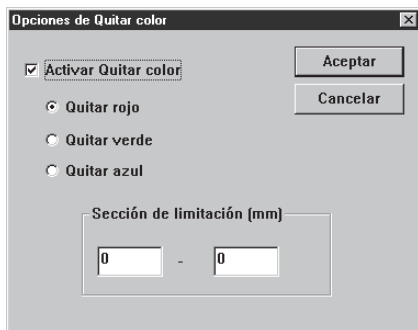 Opciones de Quitar color
Activar Quitar color
Aceptar
Cancelar
Quitar rojo
Quitar verde
Quitar azul
Sección de limitación (mm)
0 - 0